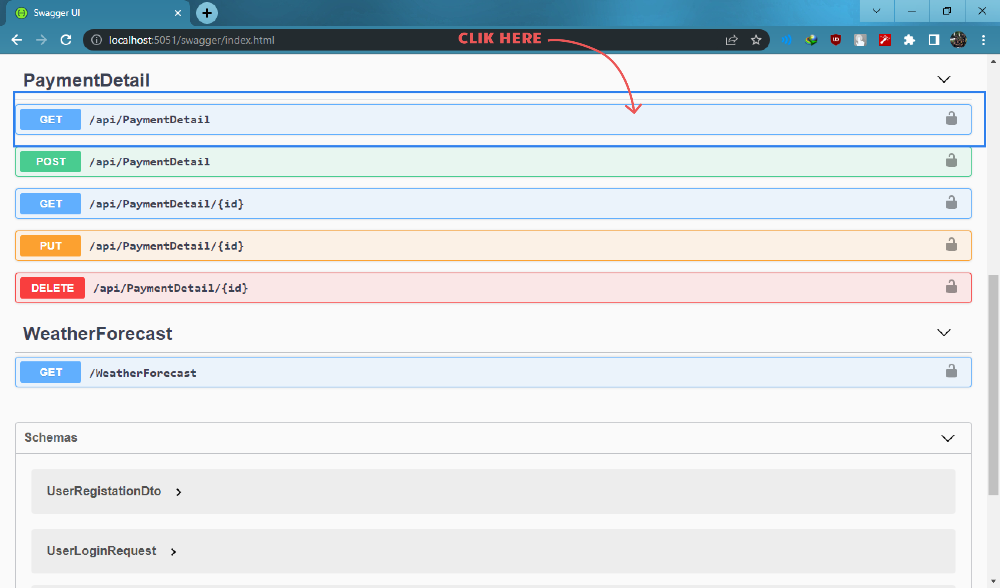 Swagger UI
localhost:5051/swagger/index.html
CLIK HERE
PaymentDetail
GET /api/PaymentDetail
POST /api/PaymentDetail
GET /api/PaymentDetail/{id}
PUT /api/PaymentDetail/{id}
DELETE /api/PaymentDetail/{id}
WeatherForecast
GET /WeatherForecast
Schemas
UserRegistationDto
UserLoginRequest